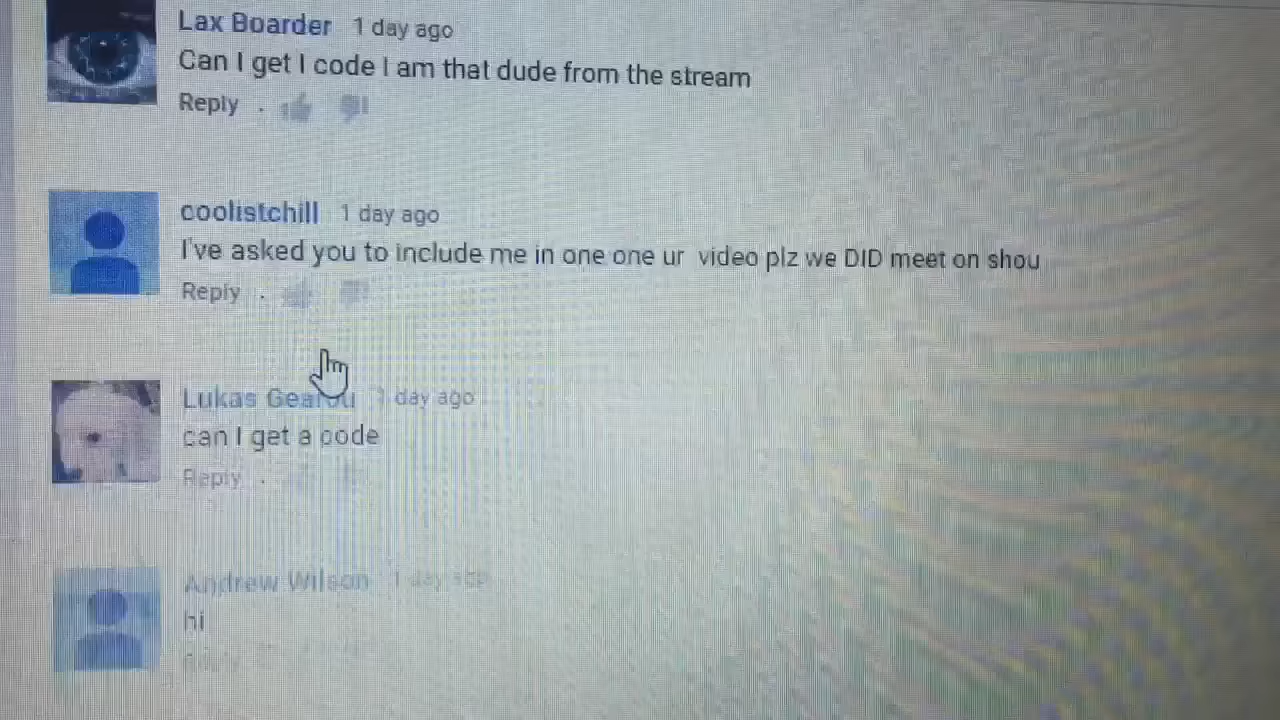 Lax Boarder 1 day ago
Can I get I code I am that dude from the stream
Reply .
coolistchill 1 day ago
I've asked you to include me in one one ur video plz we DID meet on shou
Reply .
Lukas 1 day ago
can I get a code
Reply .
Andrew Wilson 1 day ago
hi